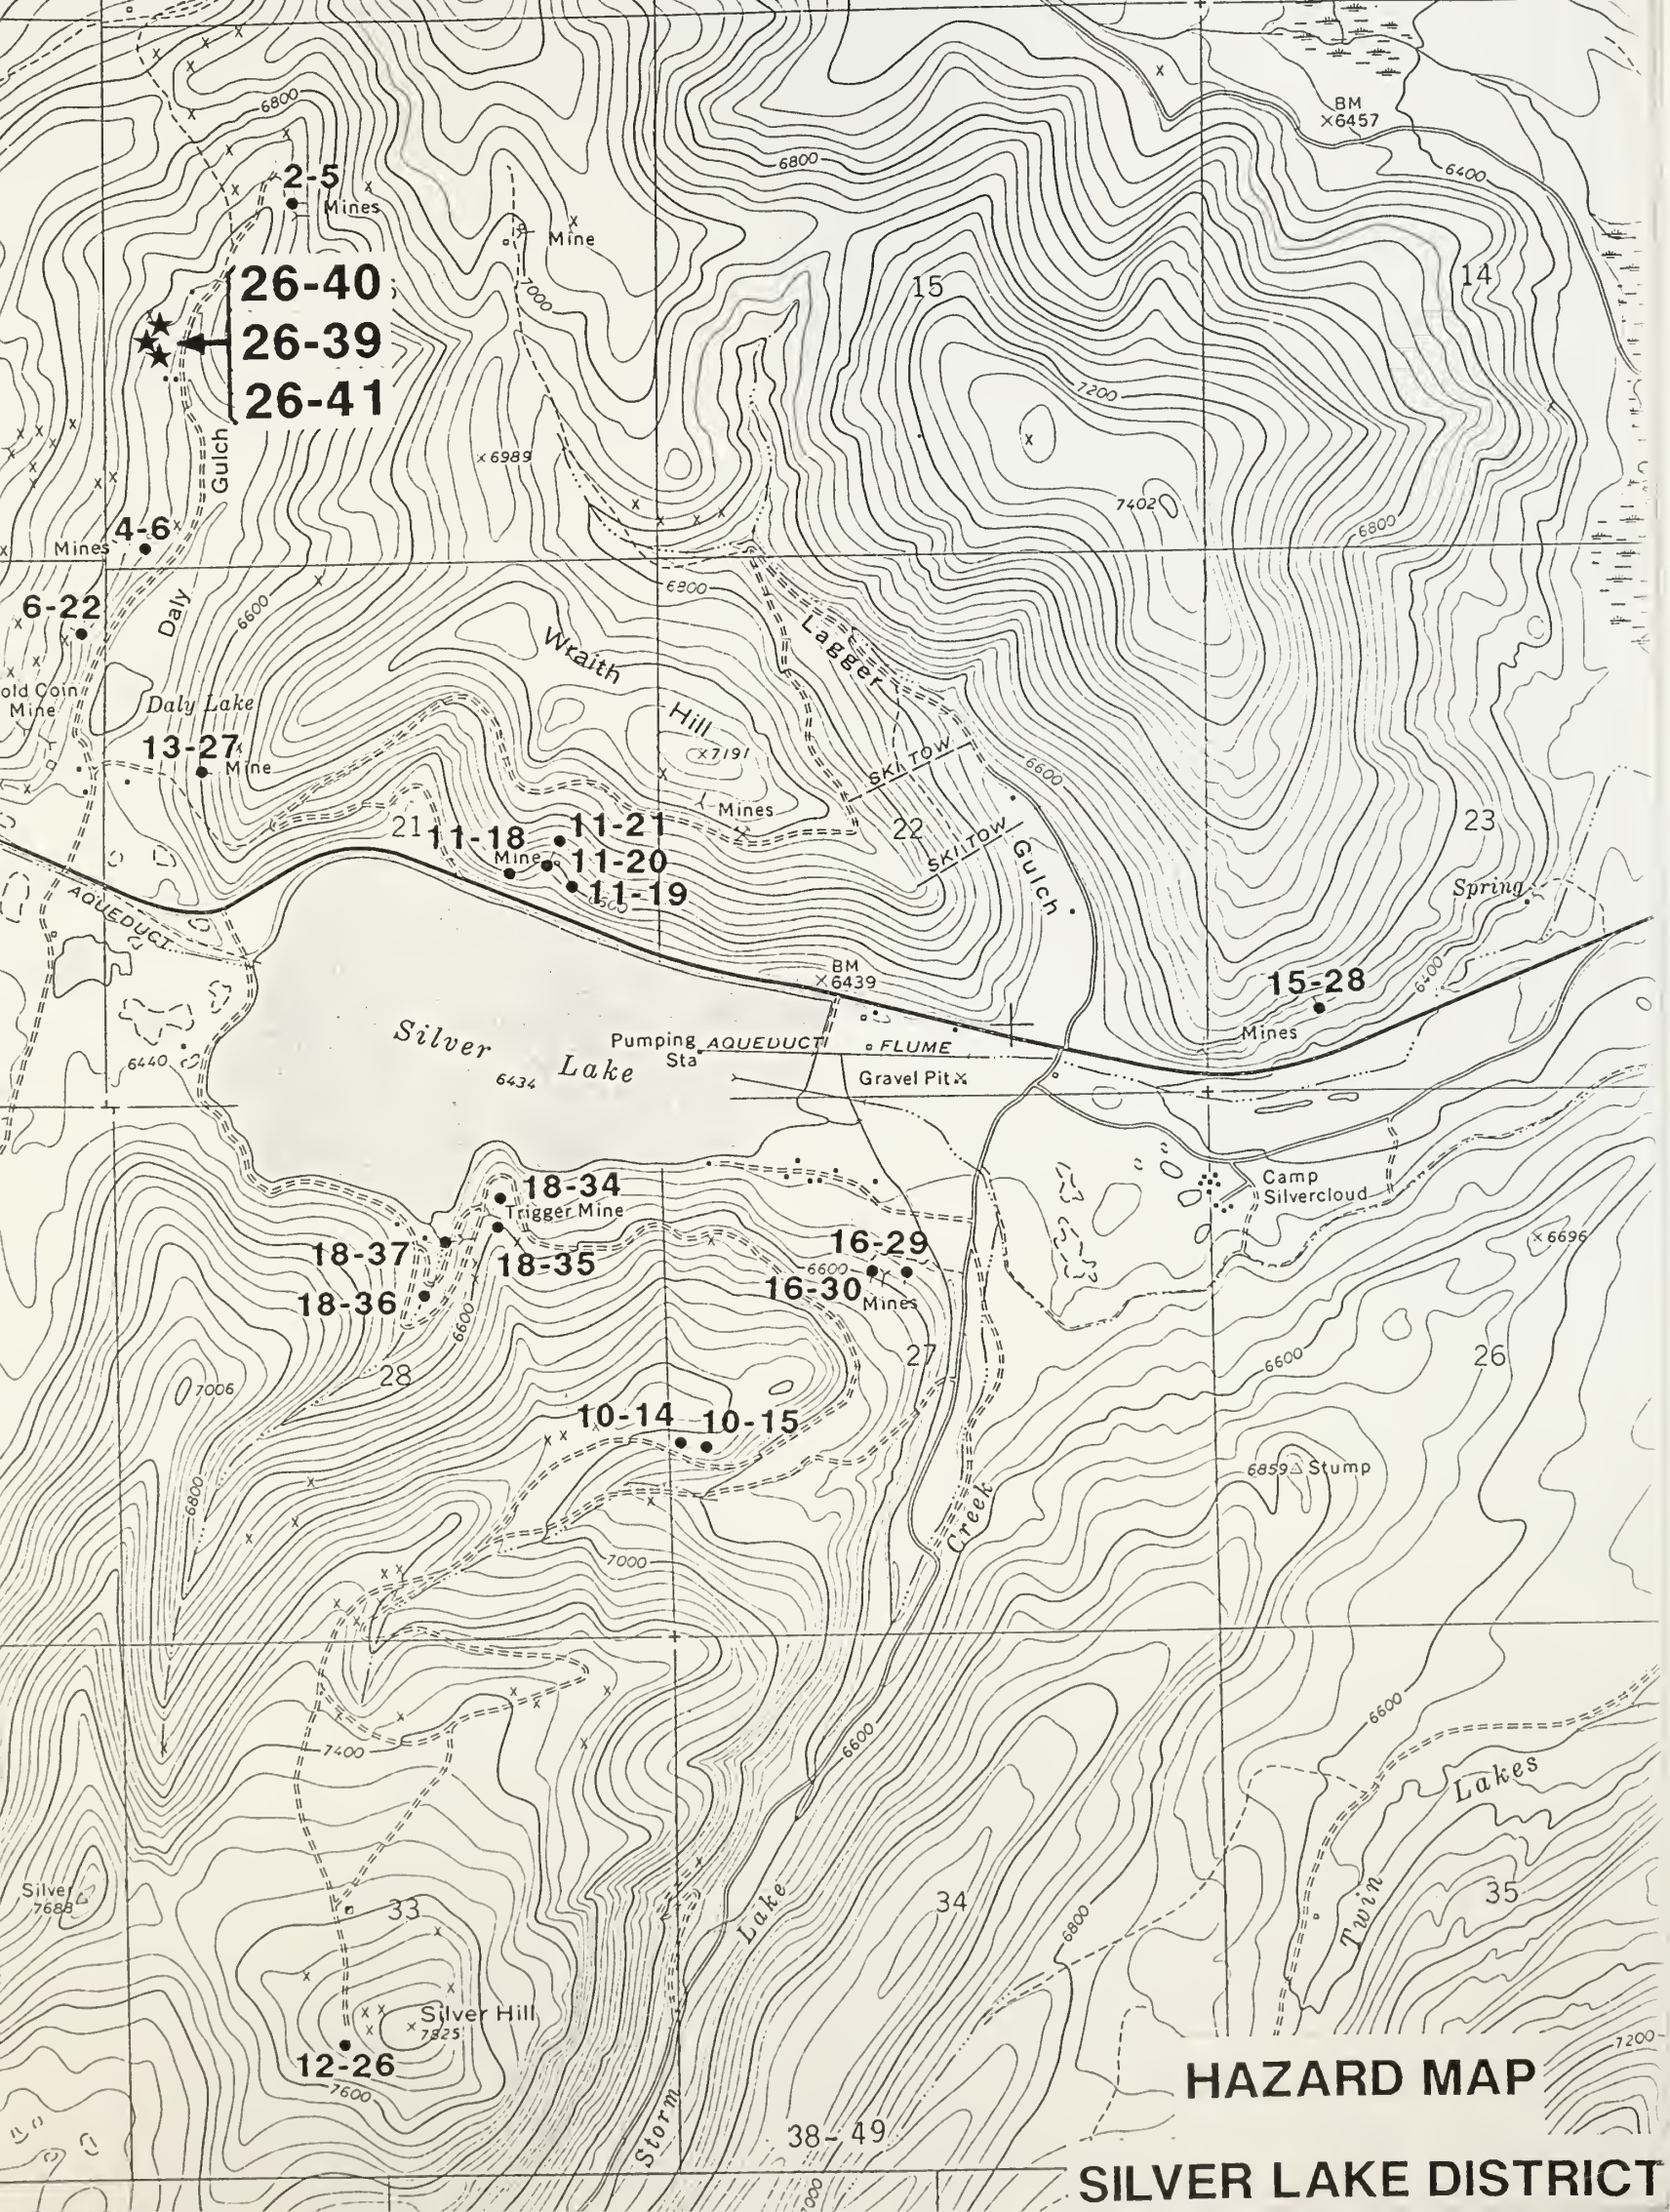 6800
BM
×6457
6800
6400
2-5
Mines
Mine
26-40
7000
15
14
26-39
26-41
7200
Gulch
×6989
7402
4-6
Mines
6800
6-22
Daly
6600
6800
Wraith
Lagger
old Coin
Mine
Daly Lake
Hill
×7191
13-27
Mine
SKI TOW
6600
Mines
21
11-18
11-21
22
23
Mine
11-20
SKI TOW
Gulch
11-19
6500
Spring
AQUEDUCT
BM
×6439
15-28
6400
Silver Lake
6434
Pumping
Sta
AQUEDUCT
FLUME
Mines
6440
Gravel Pit
Camp
Silvercloud
18-34
Trigger Mine
18-37
18-35
16-29
6600
×6696
18-36
16-30
Mines
6600
28
27
6600
26
7006
10-14
10-15
6800
6859 Stump
Creek
7000
6600
6600
7400
Lakes
Silver
7688
33
Lake
34
6800
Twin
35
Silver Hill
7825
12-26
7600
7200
HAZARD MAP
Storm
38-49
7000
SILVER LAKE DISTRICT